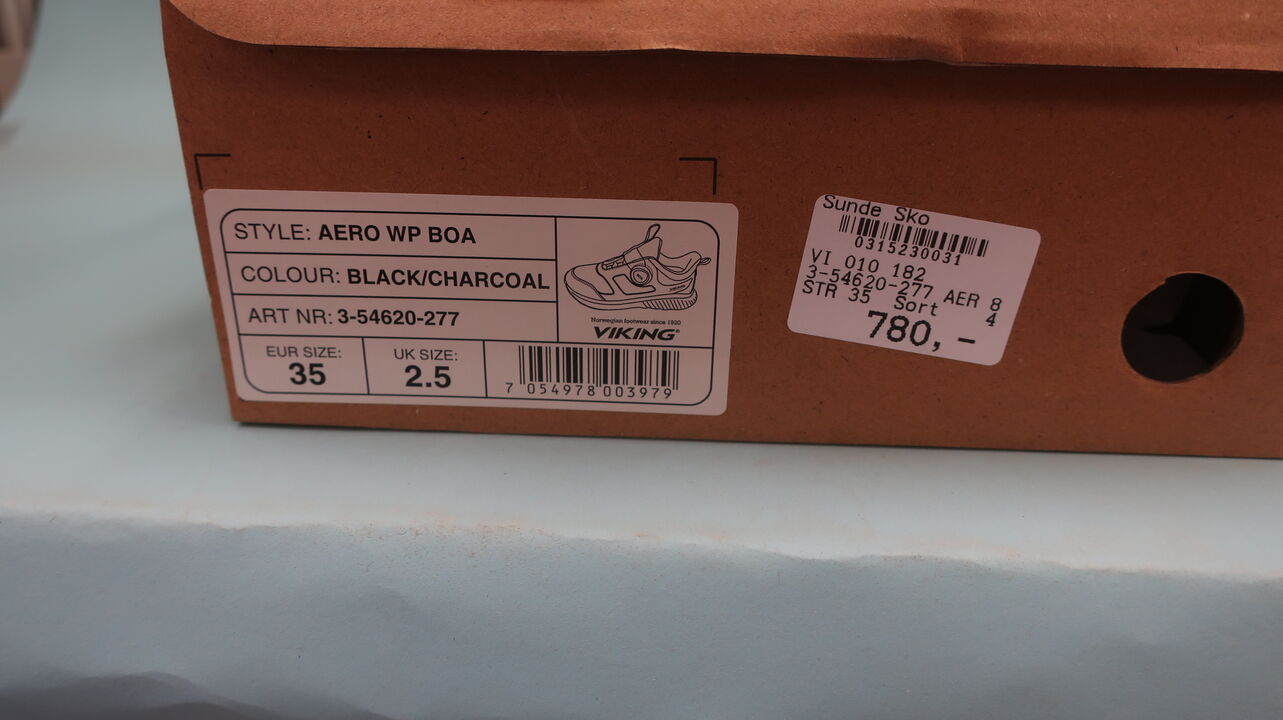 STYLE: AERO WP BOA
COLOUR: BLACK/CHARCOAL
ART NR: 3-54620-277
Norwegian footwear since 1920
VIKING®
EUR SIZE:
35
UK SIZE:
2.5
7 054978 003979
Sunde Sko
0315230031
VI 010 182
3-54620-277 AER 8
STR 35 Sort 4
780,-